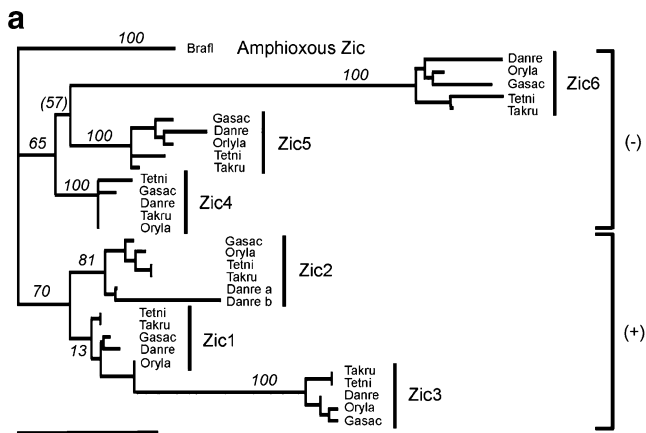 a
100
Brafl
Amphioxous Zic
100
Danre
Oryla
Gasac
Tetni
Takru
Zic6
(57)
65
100
Gasac
Danre
Orlyla
Tetni
Takru
Zic5
(-)
100
Tetni
Gasac
Danre
Takru
Oryla
Zic4
70
81
Gasac
Oryla
Tetni
Takru
Danre a
Danre b
Zic2
13
Tetni
Takru
Gasac
Danre
Oryla
Zic1
(+)
100
Takru
Tetni
Danre
Oryla
Gasac
Zic3